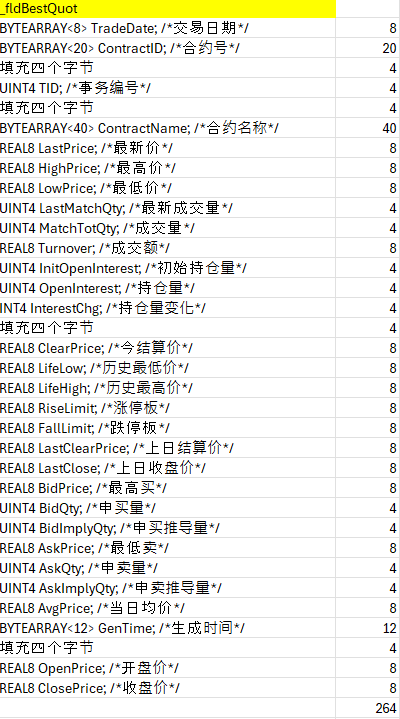 _fldBestQuot
BYTEARRAY<8> TradeDate; /*交易日期*/ 8
BYTEARRAY<20> ContractID; /*合约号*/ 20
填充四个字节 4
UINT4 TID; /*事务编号*/ 4
填充四个字节 4
BYTEARRAY<40> ContractName; /*合约名称*/ 40
REAL8 LastPrice; /*最新价*/ 8
REAL8 HighPrice; /*最高价*/ 8
REAL8 LowPrice; /*最低价*/ 8
UINT4 LastMatchQty; /*最新成交量*/ 4
UINT4 MatchTotQty; /*成交量*/ 4
REAL8 Turnover; /*成交额*/ 8
UINT4 InitOpenInterest; /*初始持仓量*/ 4
UINT4 OpenInterest; /*持仓量*/ 4
INT4 InterestChg; /*持仓量变化*/ 4
填充四个字节 4
REAL8 ClearPrice; /*今结算价*/ 8
REAL8 LifeLow; /*历史最低价*/ 8
REAL8 LifeHigh; /*历史最高价*/ 8
REAL8 RiseLimit; /*涨停板*/ 8
REAL8 FallLimit; /*跌停板*/ 8
REAL8 LastClearPrice; /*上日结算价*/ 8
REAL8 LastClose; /*上日收盘价*/ 8
REAL8 BidPrice; /*最高买*/ 8
UINT4 BidQty; /*申买量*/ 4
UINT4 BidImplyQty; /*申买推导量*/ 4
REAL8 AskPrice; /*最低卖*/ 8
UINT4 AskQty; /*申卖量*/ 4
UINT4 AskImplyQty; /*申卖推导量*/ 4
REAL8 AvgPrice; /*当日均价*/ 8
BYTEARRAY<12> GenTime; /*生成时间*/ 12
填充四个字节 4
REAL8 OpenPrice; /*开盘价*/ 8
REAL8 ClosePrice; /*收盘价*/ 8
264